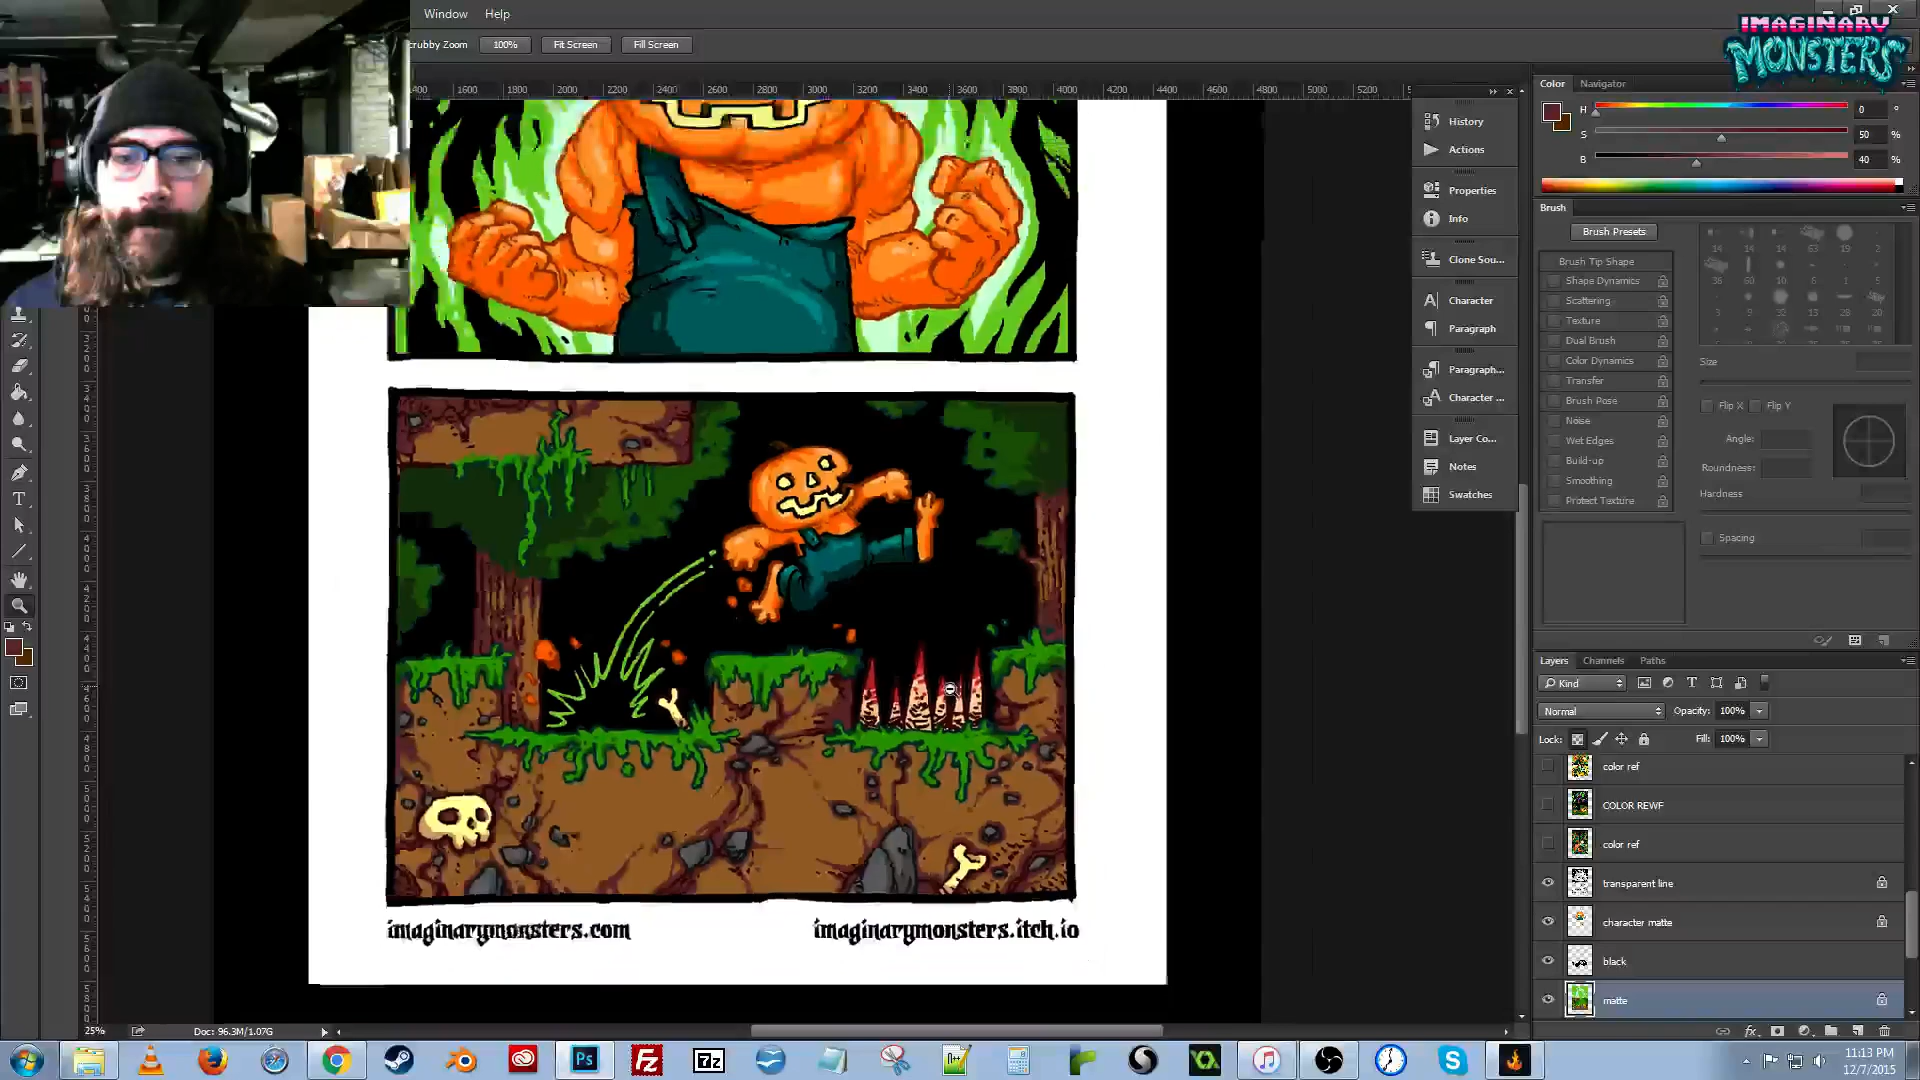 Window Help
IMAGINARY
MONSTERS
Scrubby Zoom 100% Fit Screen Fill Screen
1800 1900 2000 2200 2400 2600 2800 3000 3200 3400 3600 3800 4000 4200 4400 4600 4800 5000 5200
Color Navigator
H 0 °
S 50 %
B 40 %
History
Actions
Properties
Info
Clone Sou...
Character
Paragraph
Paragraph...
Character ...
Layer Co...
Notes
Swatches
Brush
Brush Presets
Brush Tip Shape
Shape Dynamics
Scattering
Texture
Dual Brush
Color Dynamics
Transfer
Brush Pose
Noise
Wet Edges
Build-up
Smoothing
Protect Texture
Size
Flip X Flip Y
Angle:
Roundness:
Hardness
Spacing
Layers Channels Paths
Kind
Normal Opacity: 100%
Lock: Fill: 100%
color ref
COLOR REWF
color ref
transparent line
character matte
black
matte
imaginarymonsters.com imaginarymonsters.itch.io
25% Doc: 96.3M/1.07G
Ps
7z
11:13 PM
12/7/2015